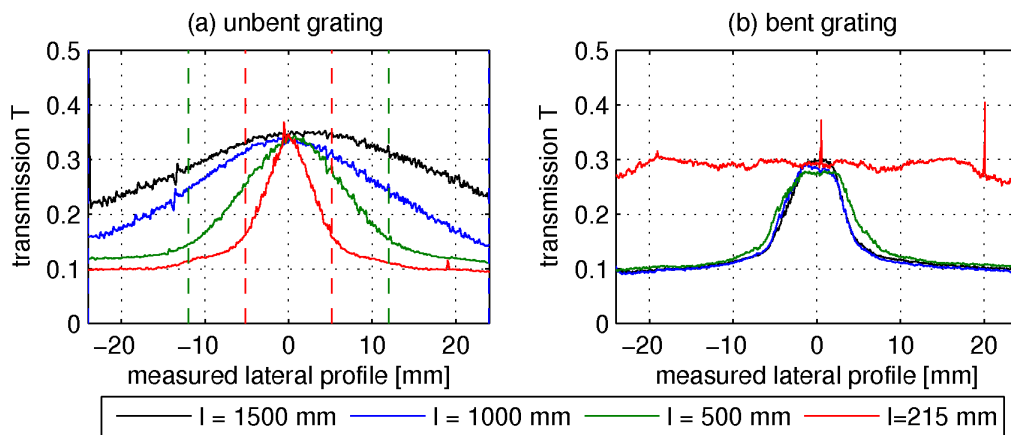 (a) unbent grating
(b) bent grating
0.5
0.4
0.3
0.2
0.1
0
transmission T
−20
−10
0
10
20
measured lateral profile [mm]
0.5
0.4
0.3
0.2
0.1
0
transmission T
−20
−10
0
10
20
measured lateral profile [mm]
l = 1500 mm
l = 1000 mm
l = 500 mm
l=215 mm